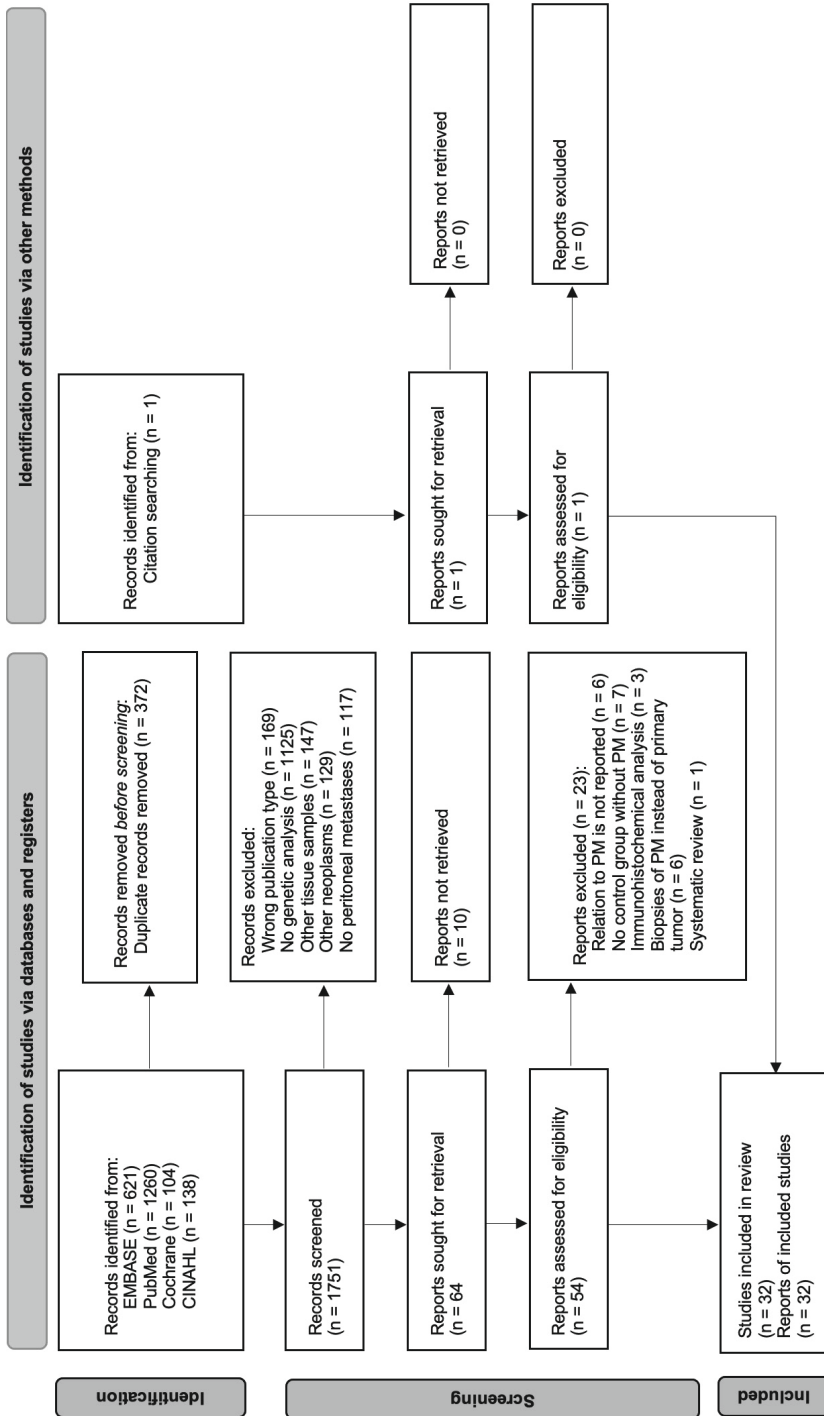 Identification of studies via databases and registers
Identification of studies via other methods
Identification
Records identified from:
EMBASE (n = 621)
PubMed (n = 1260)
Cochrane (n = 104)
CINAHL (n = 138)
Records removed before screening:
Duplicate records removed (n = 372)
Records identified from:
Citation searching (n = 1)
Screening
Records screened
(n = 1751)
Records excluded:
Wrong publication type (n = 169)
No genetic analysis (n = 1125)
Other tissue samples (n = 147)
Other neoplasms (n = 129)
No peritoneal metastases (n = 117)
Reports sought for retrieval
(n = 64)
Reports not retrieved
(n = 10)
Reports sought for retrieval
(n = 1)
Reports not retrieved
(n = 0)
Reports assessed for eligibility
(n = 54)
Reports excluded (n = 23):
Relation to PM is not reported (n = 6)
No control group without PM (n = 7)
Immunohistochemical analysis (n = 3)
Biopsies of PM instead of primary
tumor (n = 6)
Systematic review (n = 1)
Reports assessed for
eligibility (n = 1)
Reports excluded
(n = 0)
Included
Studies included in review
(n = 32)
Reports of included studies
(n = 32)